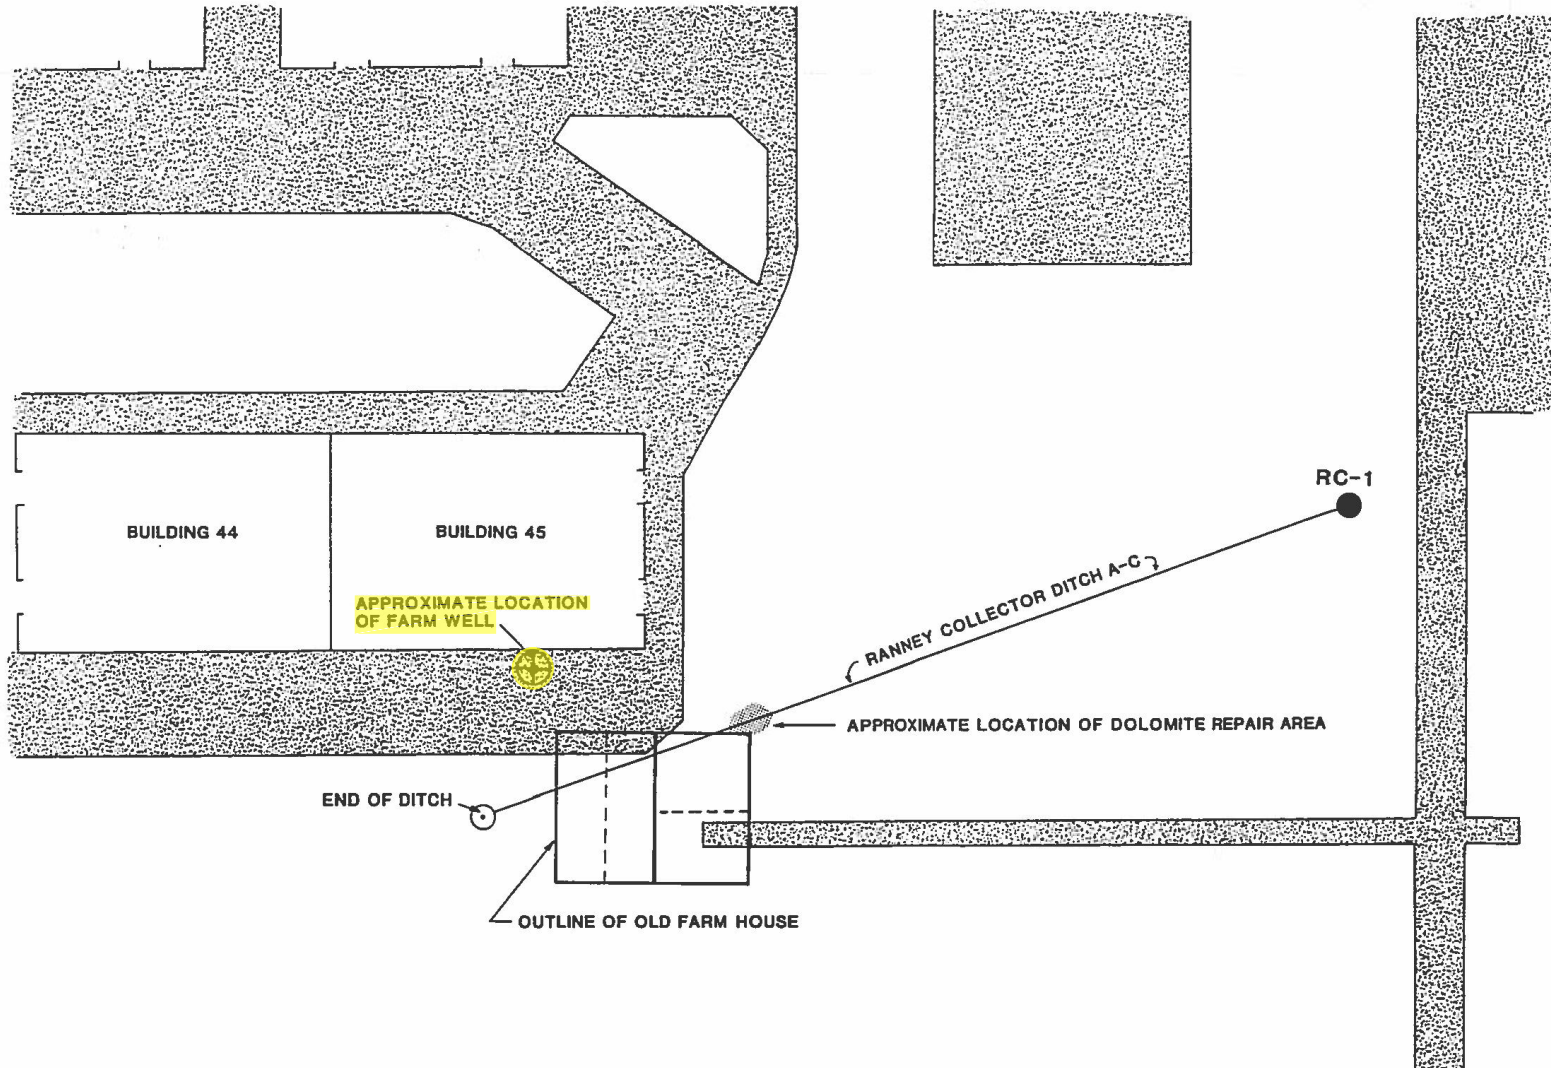 RC-1
BUILDING 44
BUILDING 45
RANNEY COLLECTOR DITCH A-C
APPROXIMATE LOCATION
OF FARM WELL
APPROXIMATE LOCATION OF DOLOMITE REPAIR AREA
END OF DITCH
OUTLINE OF OLD FARM HOUSE